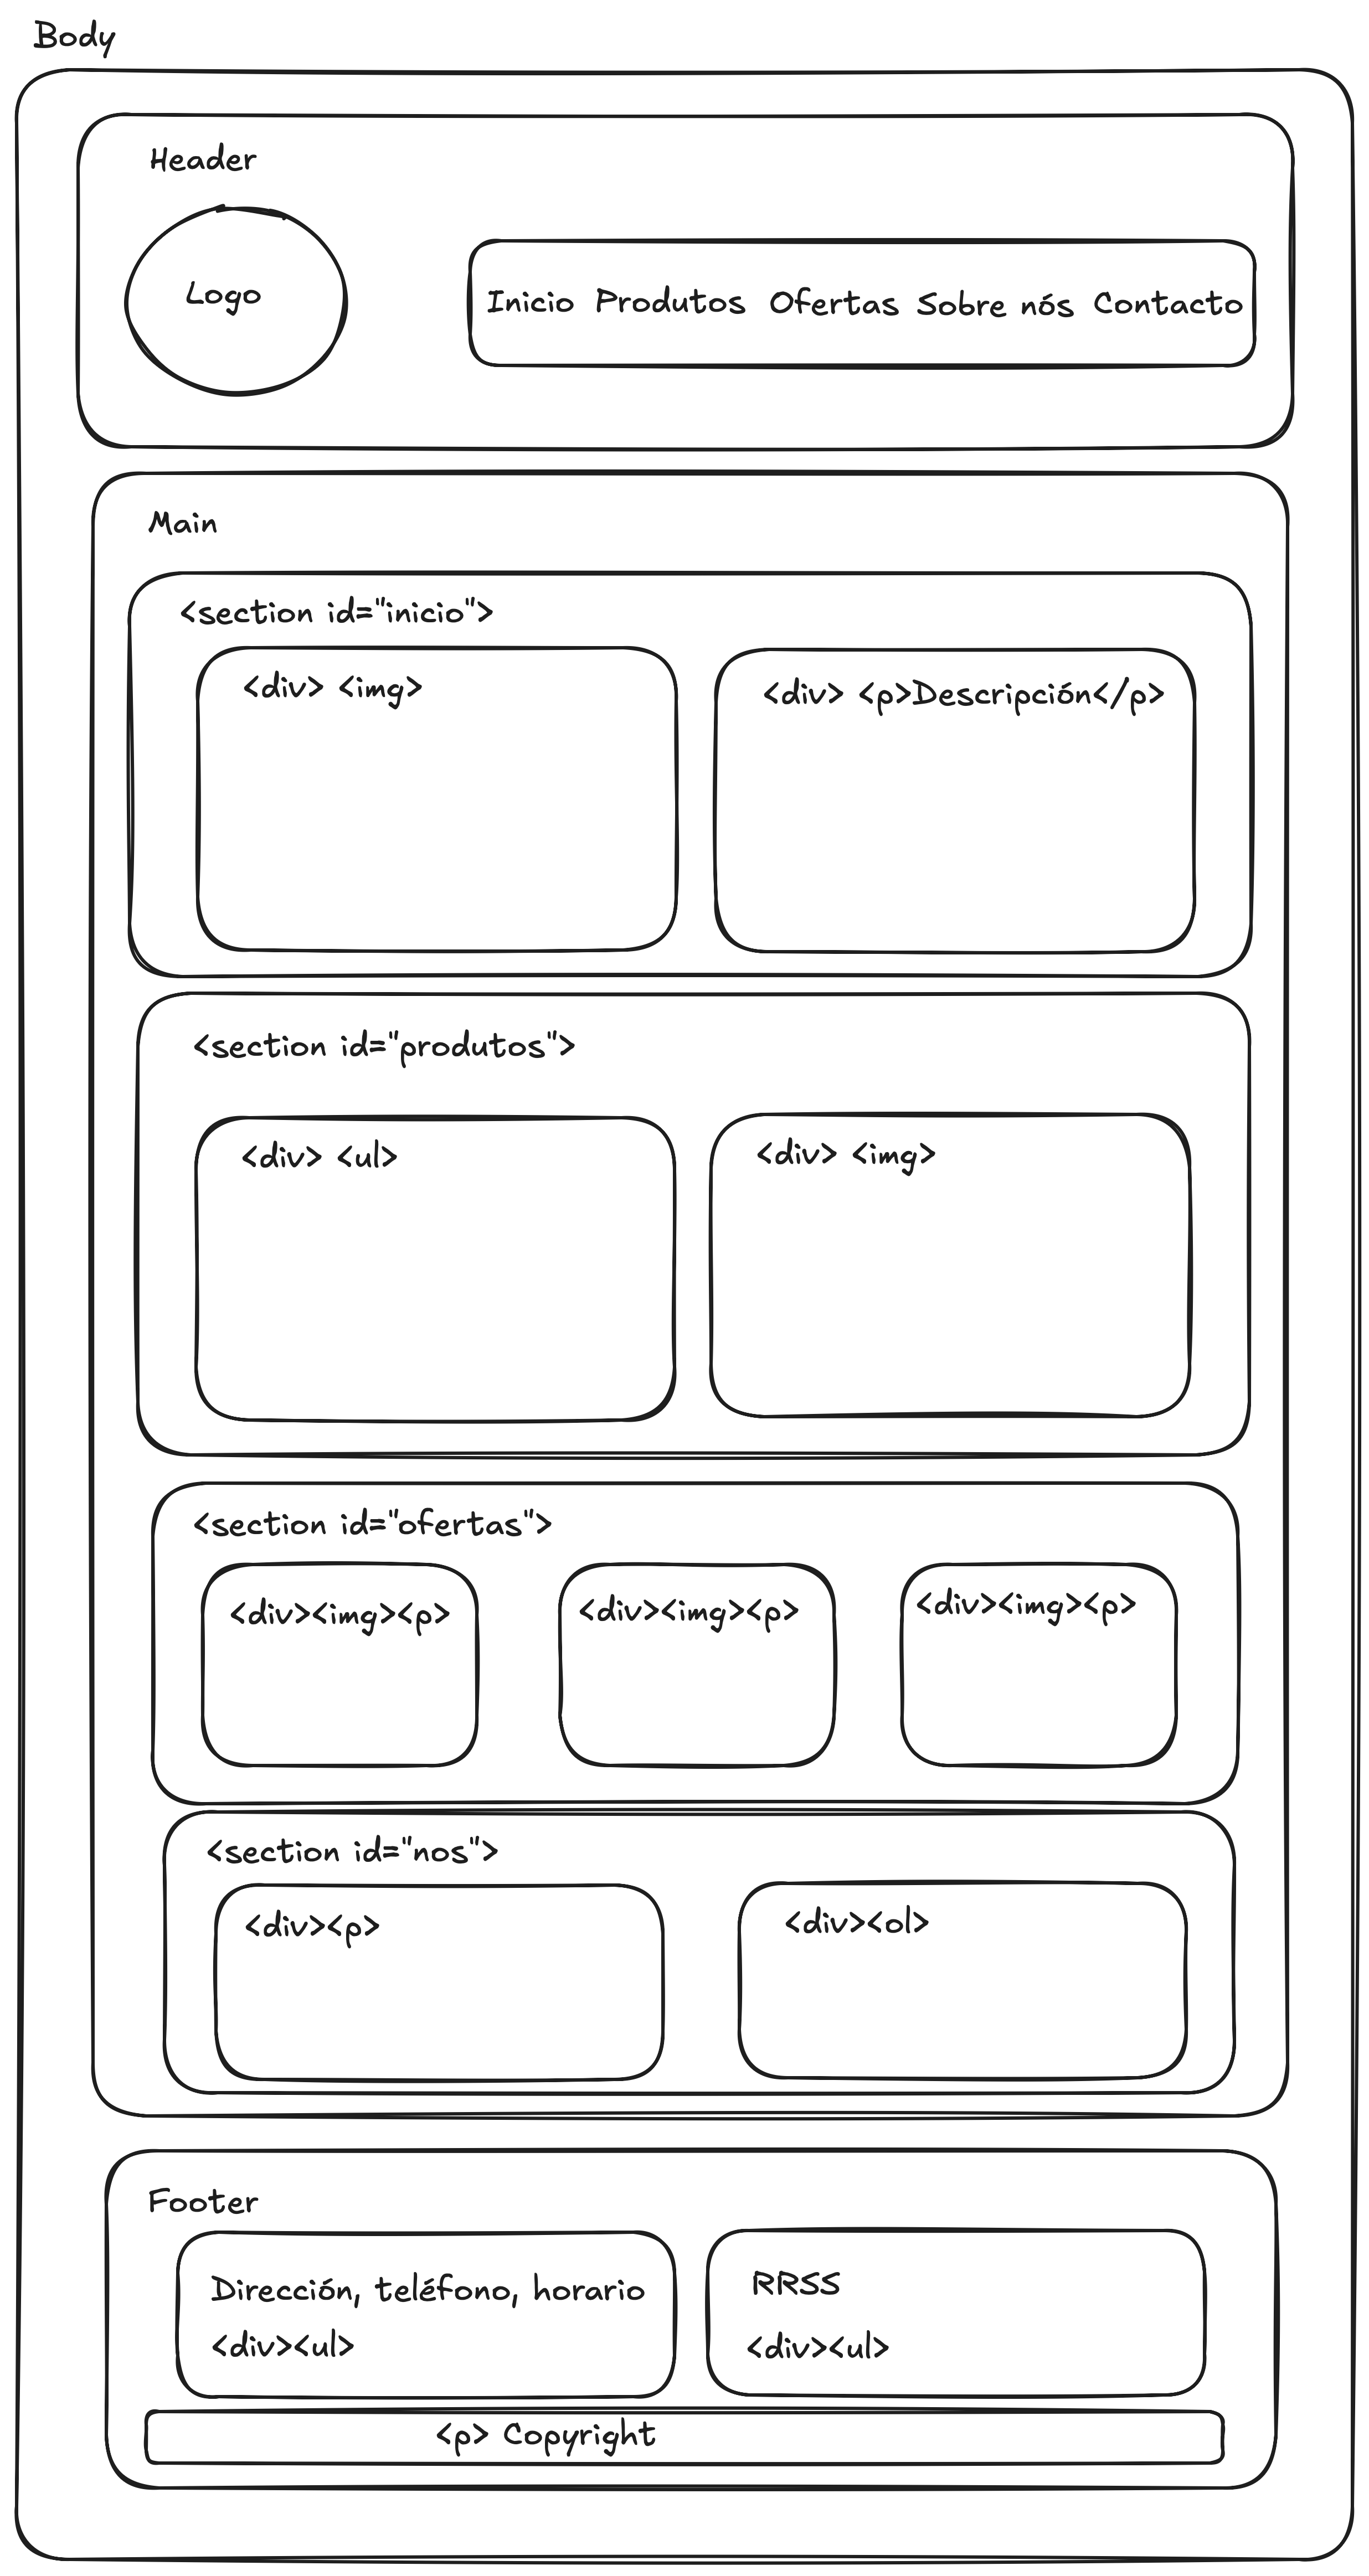 Body
Header
Logo
Inicio Produtos Ofertas Sobre nós Contacto
Main
<section id="inicio">
<div> <img>
<div> <p>Descripción</p>
<section id="produtos">
<div> <ul>
<div> <img>
<section id="ofertas">
<div><img><p>
<div><img><p>
<div><img><p>
<section id="nos">
<div><p>
<div><ol>
Footer
Dirección, teléfono, horario
<div><ul>
RRSS
<div><ul>
<p> Copyright